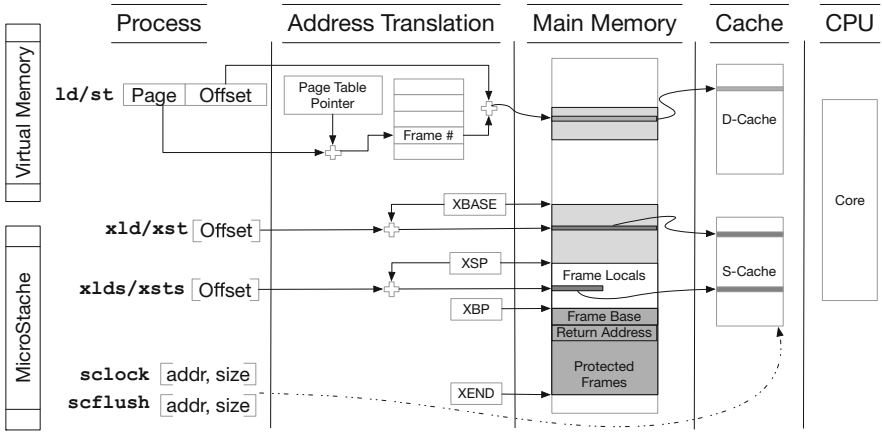 Process Address Translation Main Memory Cache CPU
Virtual Memory
ld/st Page Offset
Page Table
Pointer
Frame #
D-Cache
Core
MicroStache
xld/xst [Offset]
XBASE
xlds/xsts [Offset]
XSP
Frame Locals
S-Cache
XBP
Frame Base
Return Address
Protected
Frames
sclock [addr, size]
scflush [addr, size]
XEND